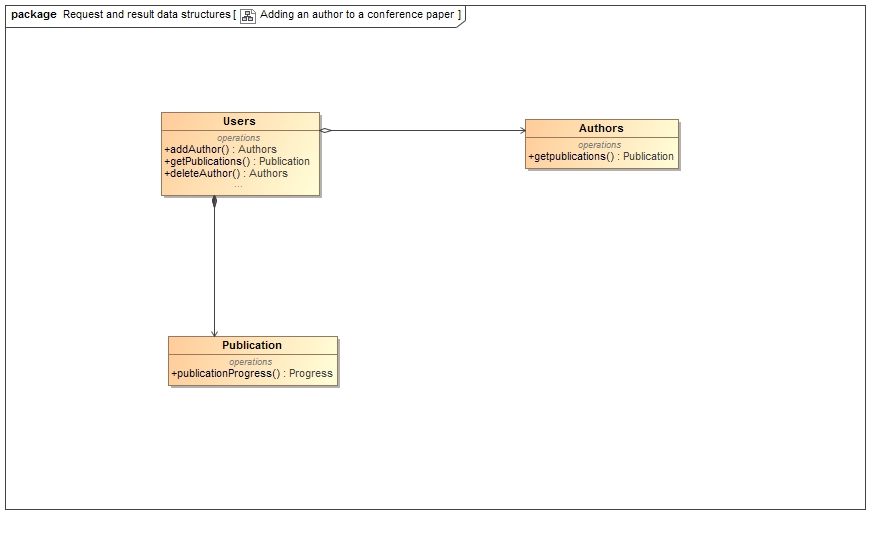 package Request and result data structures [ Adding an author to a conference paper ]
Users
operations
+addAuthor() : Authors
+getPublications() : Publication
+deleteAuthor() : Authors
...
Authors
operations
+getpublications() : Publication
Publication
operations
+publicationProgress() : Progress